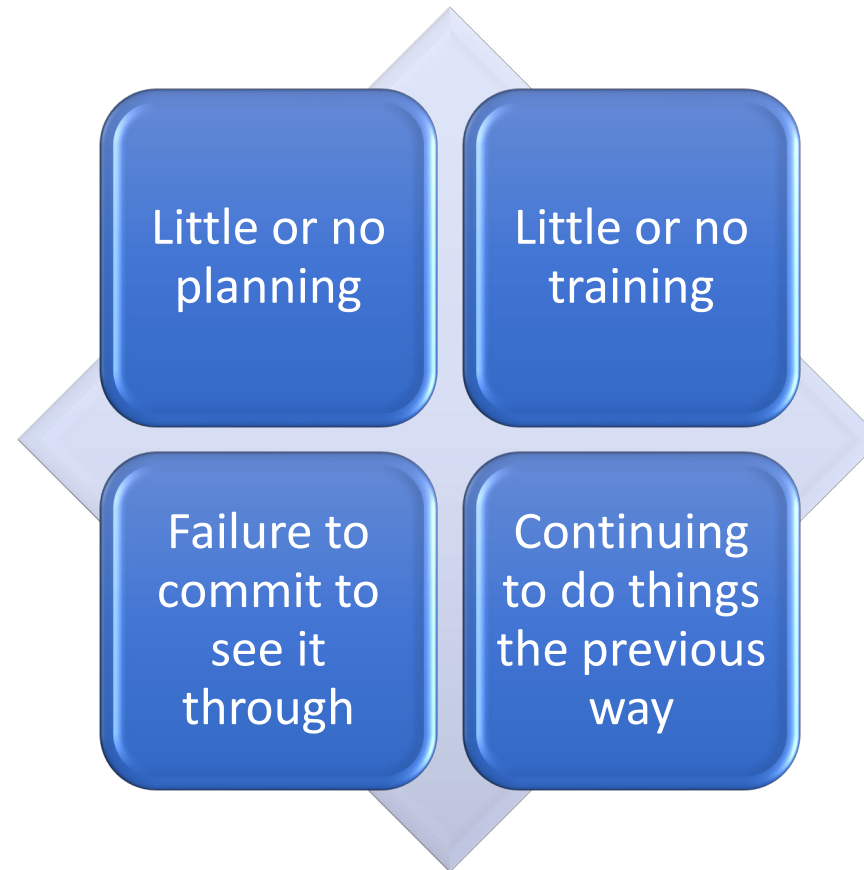 Little or no
planning
Little or no
training
Failure to
commit to
see it
through
Continuing
to do things
the previous
way